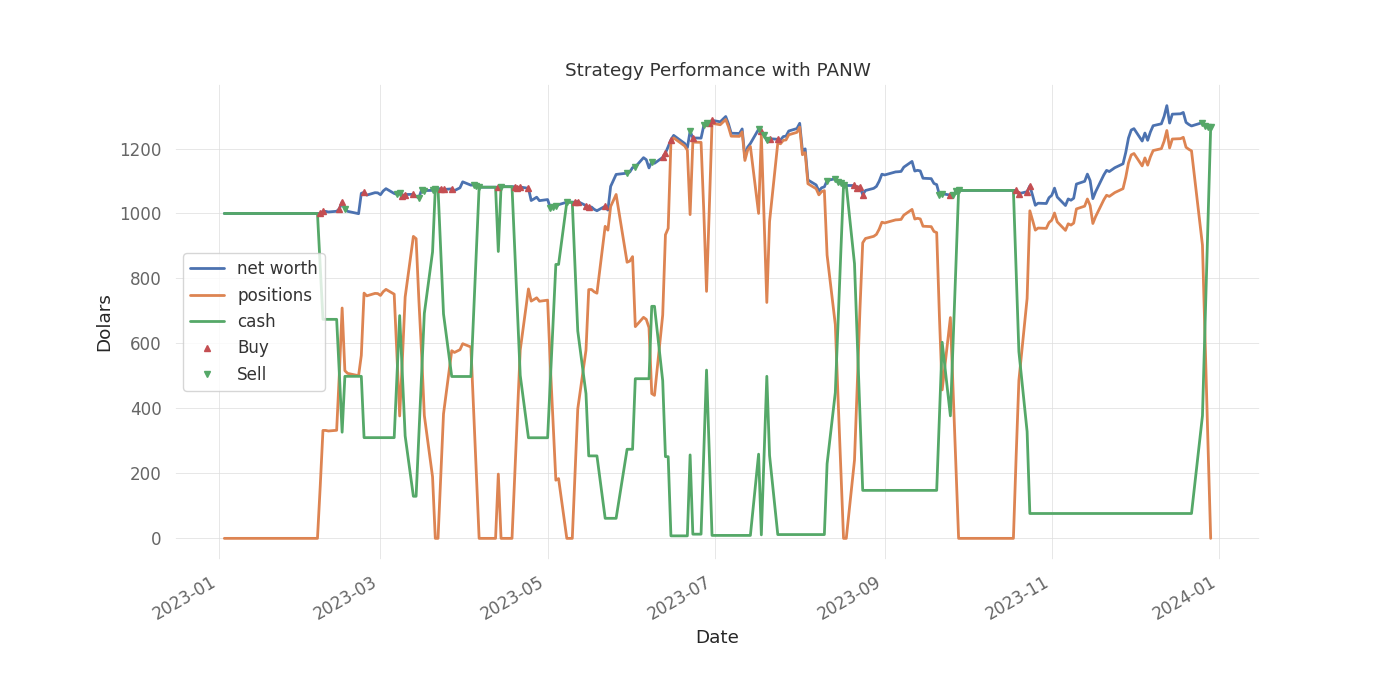 Strategy Performance with PANW
Dolars
1200
1000
800
600
400
200
0
net worth
positions
cash
Buy
Sell
2023-01
2023-03
2023-05
2023-07
2023-09
2023-11
2024-01
Date